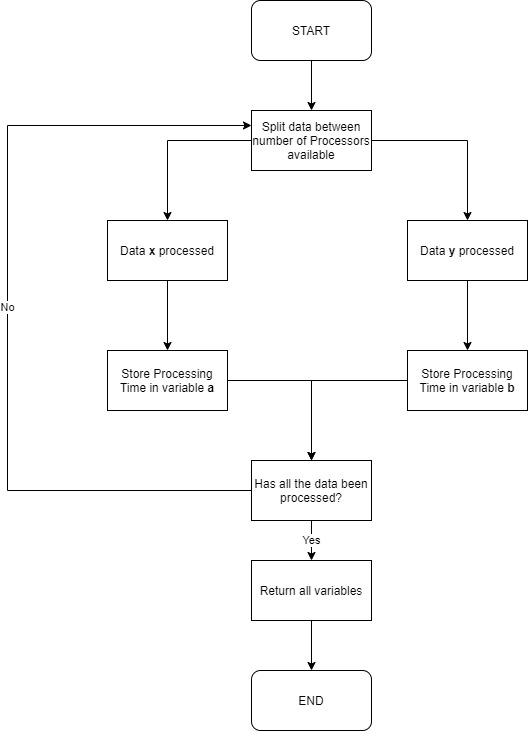 START
Split data between
number of Processors
available
Data x processed
Data y processed
No
Store Processing
Time in variable a
Store Processing
Time in variable b
Has all the data been
processed?
Yes
Return all variables
END